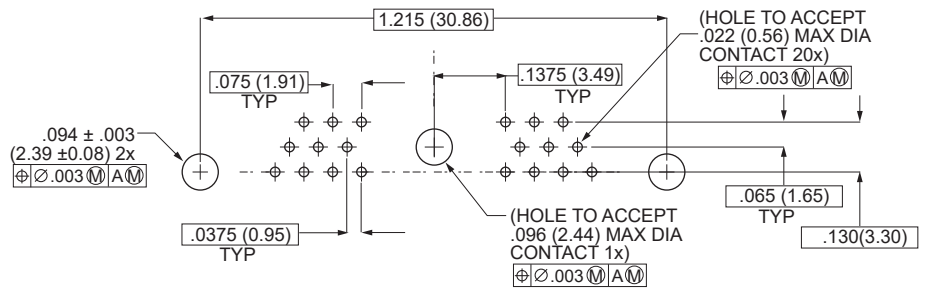 1.215 (30.86)
(HOLE TO ACCEPT
.022 (0.56) MAX DIA
CONTACT 20x)
⌖ ∅.003 Ⓜ A Ⓜ
.075 (1.91)
TYP
.1375 (3.49)
TYP
.094 ± .003
(2.39 ±0.08) 2x
⌖ ∅.003 Ⓜ A Ⓜ
.065 (1.65)
TYP
.0375 (0.95)
TYP
(HOLE TO ACCEPT
.096 (2.44) MAX DIA
CONTACT 1x)
⌖ ∅.003 Ⓜ A Ⓜ
.130(3.30)